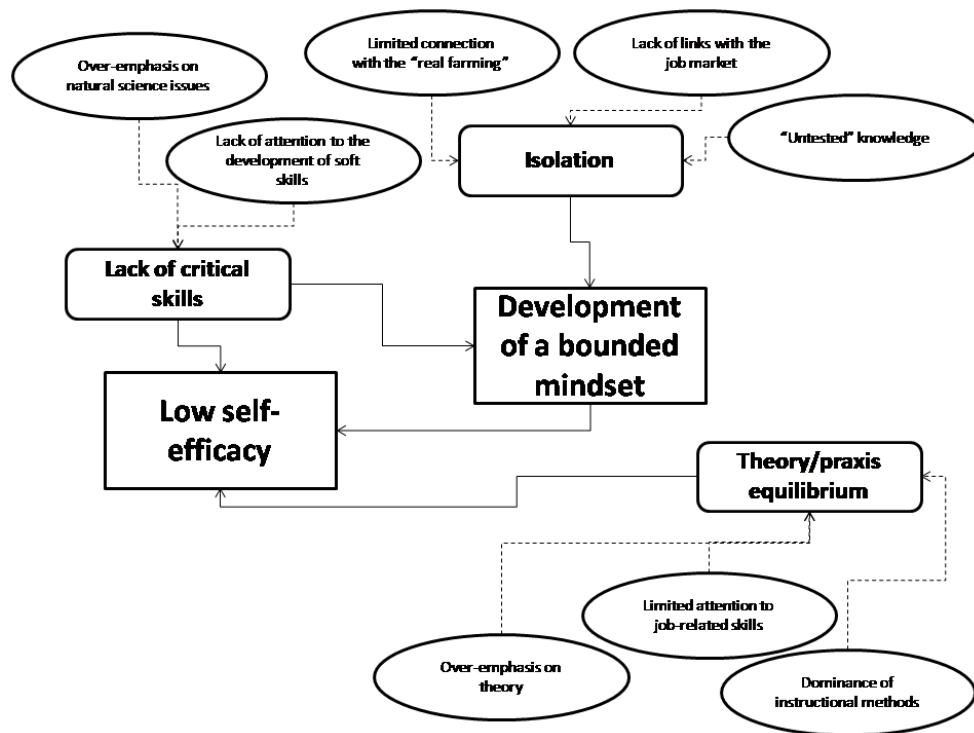 Over-emphasis on
natural science issues
Limited connection
with the “real farming”
Lack of links with the
job market
Lack of attention to the
development of soft
skills
Isolation
“Untested” knowledge
Lack of critical
skills
Development
of a bounded
mindset
Low self-
efficacy
Theory/praxis
equilibrium
Limited attention to
job-related skills
Over-emphasis on
theory
Dominance of
instructional methods